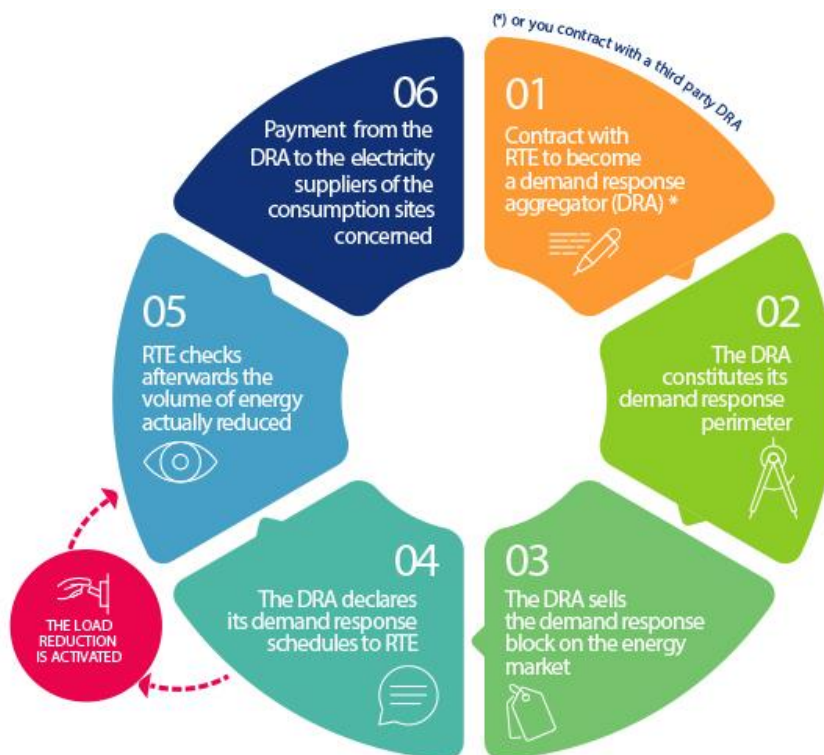 (*) or you contract with a third party DRA
01
Contract with
RTE to become
a demand response
aggregator (DRA) *
02
The DRA
constitutes its
demand response
perimeter
03
The DRA sells
the demand response
block on the energy
market
04
The DRA declares
its demand response
schedules to RTE
THE LOAD
REDUCTION
IS ACTIVATED
05
RTE checks
afterwards the
volume of energy
actually reduced
06
Payment from the
DRA to the electricity
suppliers of the
consumption sites
concerned